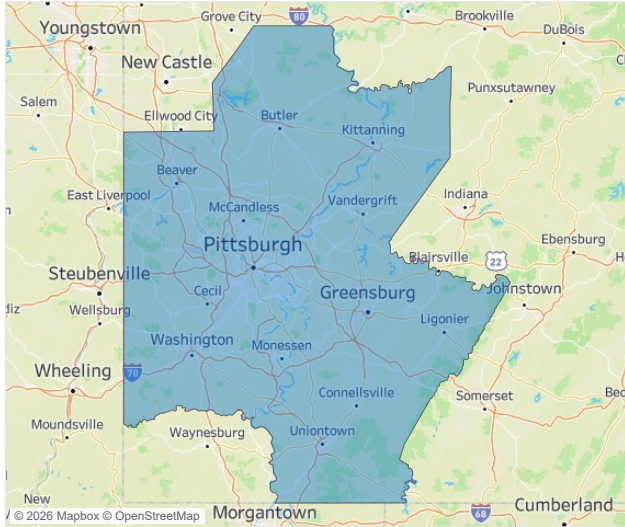 Grove City
80
Brookville
Youngstown
DuBois
New Castle
Punxsutawney
Salem
Ellwood City
Butler
Kittanning
Beaver
East Liverpool
Indiana
Vandergrift
McCandless
Pittsburgh
Ebensburg
Blairsville
22
Steubenville
Cecil
Greensburg
Johnstown
Wellsburg
Ligonier
Washington
Monessen
Wheeling
70
Connellsville
Somerset
Moundsville
Waynesburg
Uniontown
New
Morgantown
68
Cumberland
© 2026 Mapbox © OpenStreetMap